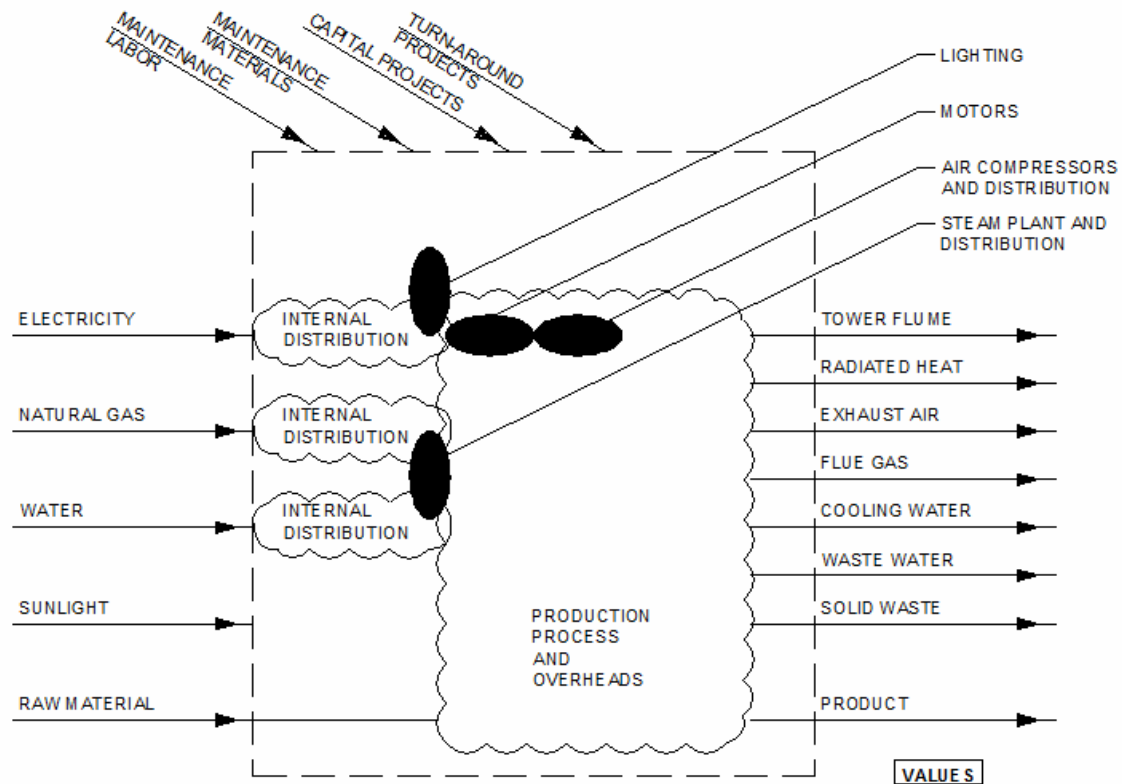 MAINTENANCE
LABOR
MAINTENANCE
MATERIALS
CAPITAL PROJECTS
TURN-AROUND
PROJECTS
LIGHTING
MOTORS
AIR COMPRESSORS
AND DISTRIBUTION
STEAM PLANT AND
DISTRIBUTION
ELECTRICITY
INTERNAL
DISTRIBUTION
TOWER FLUME
RADIATED HEAT
NATURAL GAS
INTERNAL
DISTRIBUTION
EXHAUST AIR
FLUE GAS
WATER
INTERNAL
DISTRIBUTION
COOLING WATER
WASTE WATER
SUNLIGHT
SOLID WASTE
PRODUCTION
PROCESS
AND
OVERHEADS
RAW MATERIAL
PRODUCT
VALUES